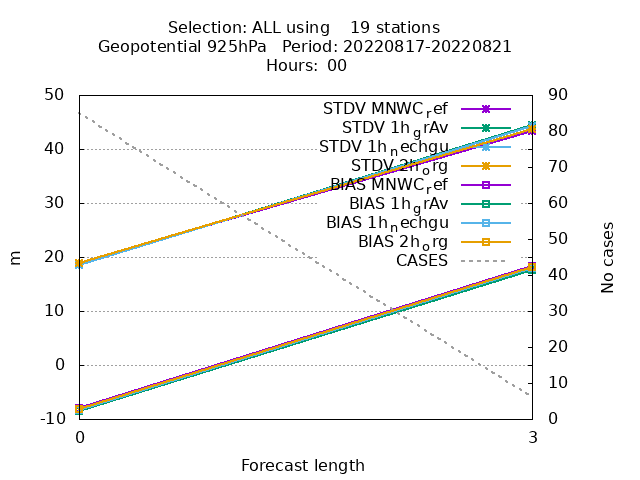 Selection: ALL using 19 stations
Geopotential 925hPa Period: 20220817-20220821
Hours: 00
50
40
30
20
10
0
-10
m
90
80
70
60
50
40
30
20
10
0
No cases
STDV MNWC_ref
STDV 1h_grAv
STDV 1h_nechgu
STDV 2h_org
BIAS MNWC_ref
BIAS 1h_grAv
BIAS 1h_nechgu
BIAS 2h_org
CASES
0 3
Forecast length